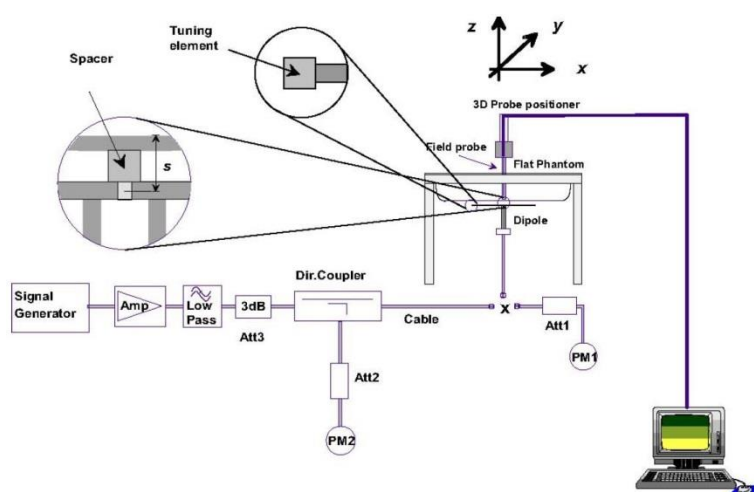 Tuning
element
Spacer
s
z
y
x
3D Probe positioner
Field probe
Flat Phantom
Dipole
Signal
Generator
Amp
Low
Pass
3dB
Att3
Dir.Coupler
Cable
x
Att1
PM1
Att2
PM2